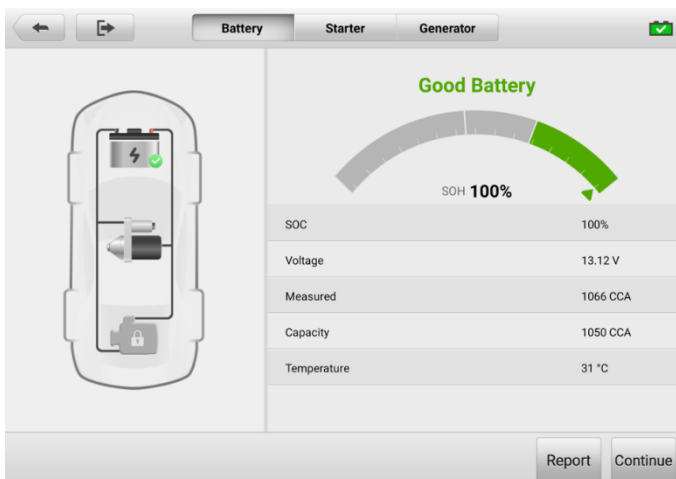 Battery Starter Generator
Good Battery
SOH 100%
SOC 100%
Voltage 13.12 V
Measured 1066 CCA
Capacity 1050 CCA
Temperature 31 °C
Report Continue